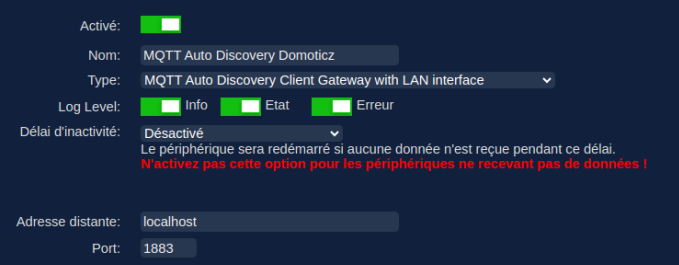 Activé:
Nom: MQTT Auto Discovery Domoticz
Type: MQTT Auto Discovery Client Gateway with LAN interface
Log Level: Info Etat Erreur
Délai d'inactivité: Désactivé
Le périphérique sera redémarré si aucune donnée n'est reçue pendant ce délai.
N'activez pas cette option pour les périphériques ne recevant pas de données !
Adresse distante: localhost
Port: 1883